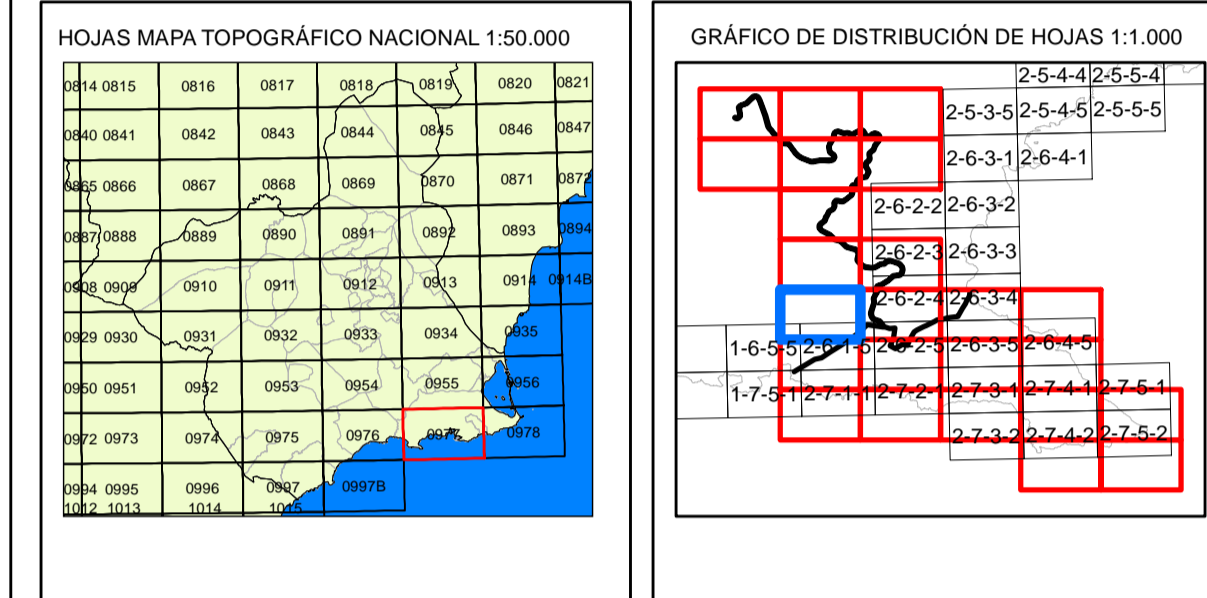 HOJAS MAPA TOPOGRÁFICO NACIONAL 1:50.000
0814 0815 0816 0817 0818 0819 0820 0821
0840 0841 0842 0843 0844 0845 0846 0847
0865 0866 0867 0868 0869 0870 0871 0872
0887 0888 0889 0890 0891 0892 0893 0894
0908 0909 0910 0911 0912 0913 0914 0914B
0929 0930 0931 0932 0933 0934 0935
0950 0951 0952 0953 0954 0955 0956
0972 0973 0974 0975 0976 0977 0978
0994 0995 0996 0997 0997B
1012 1013 1014 1015
GRÁFICO DE DISTRIBUCIÓN DE HOJAS 1:1.000
2-5-4-4 2-5-5-4
2-5-3-5 2-5-4-5 2-5-5-5
2-6-3-1 2-6-4-1
2-6-2-2 2-6-3-2
2-6-2-3 2-6-3-3
2-6-2-4 2-6-3-4
1-6-5-5 2-6-1-5 2-6-2-5 2-6-3-5 2-6-4-5
1-7-5-1 2-7-1-1 2-7-2-1 2-7-3-1 2-7-4-1 2-7-5-1
2-7-3-2 2-7-4-2 2-7-5-2